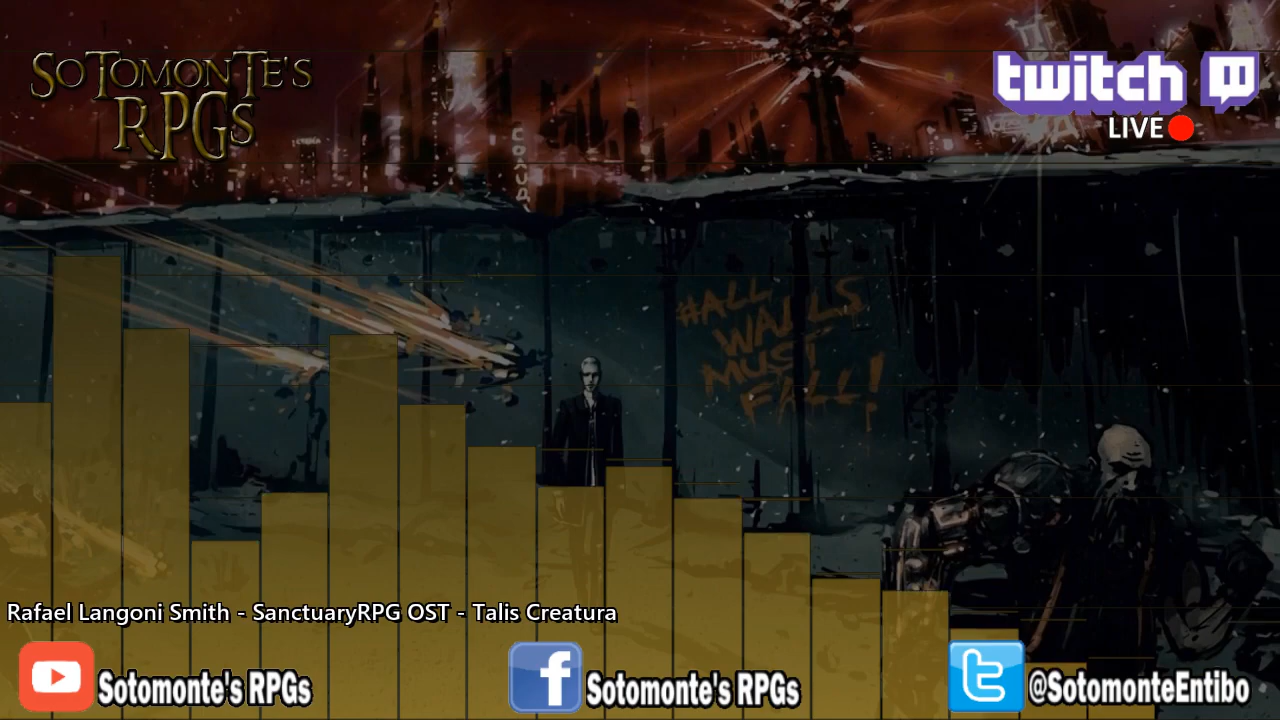 SOTOMONTE'S
RPGS
twitch
LIVE
#ALL
WALLS
MUST
FALL!
Rafael Langoni Smith - SanctuaryRPG OST - Talis Creatura
Sotomonte's RPGs
Sotomonte's RPGs
@SotomonteEntibo